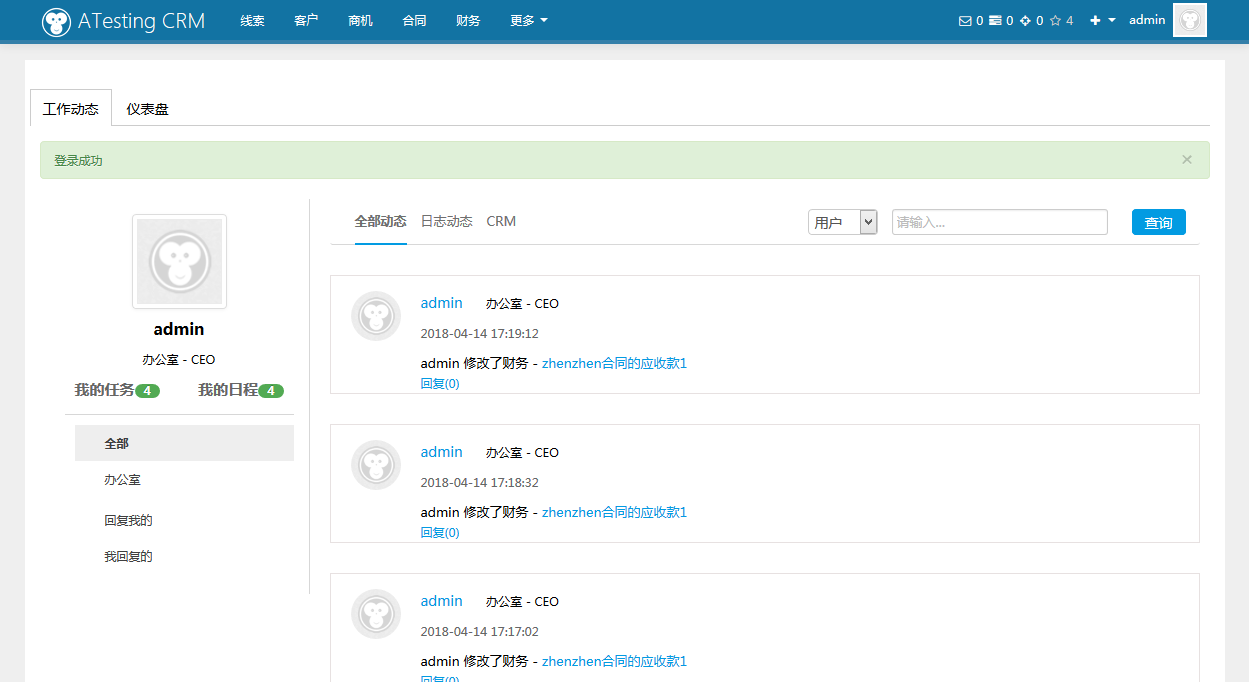 ATesting CRM 线索 客户 商机 合同 财务 更多 0 0 0 4 admin
工作动态 仪表盘
登录成功 ×
admin
办公室 - CEO
我的任务 4 我的日程 4
全部
办公室
回复我的
我回复的
全部动态 日志动态 CRM 用户 请输入... 查询
admin 办公室 - CEO
2018-04-14 17:19:12
admin 修改了财务 - zhenzhen合同的应收款1
回复(0)
admin 办公室 - CEO
2018-04-14 17:18:32
admin 修改了财务 - zhenzhen合同的应收款1
回复(0)
admin 办公室 - CEO
2018-04-14 17:17:02
admin 修改了财务 - zhenzhen合同的应收款1
回复(0)